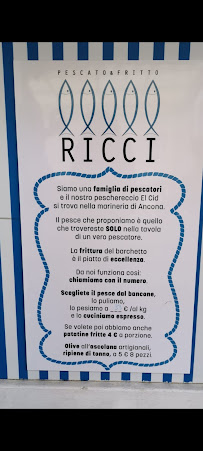 PESCATO & FRITTO
RICCI
Siamo una famiglia di pescatori
e il nostro peschereccio El Cid
si trova nella marineria di Ancona.
Il pesce che proponiamo è quello
che trovereste SOLO nella tavola
di un vero pescatore.
La frittura del barchetto
è il piatto di eccellenza.
Da noi funziona così:
chiamiamo con il numero.
Scegliete il pesce dal bancone,
lo puliamo,
lo pesiamo a ___ € /al kg
e lo cuciniamo espresso.
Se volete poi abbiamo anche
patatine fritte 4 € a porzione.
Olive all'ascolana artigianali,
ripiene di tonno, a 5 € 8 pezzi